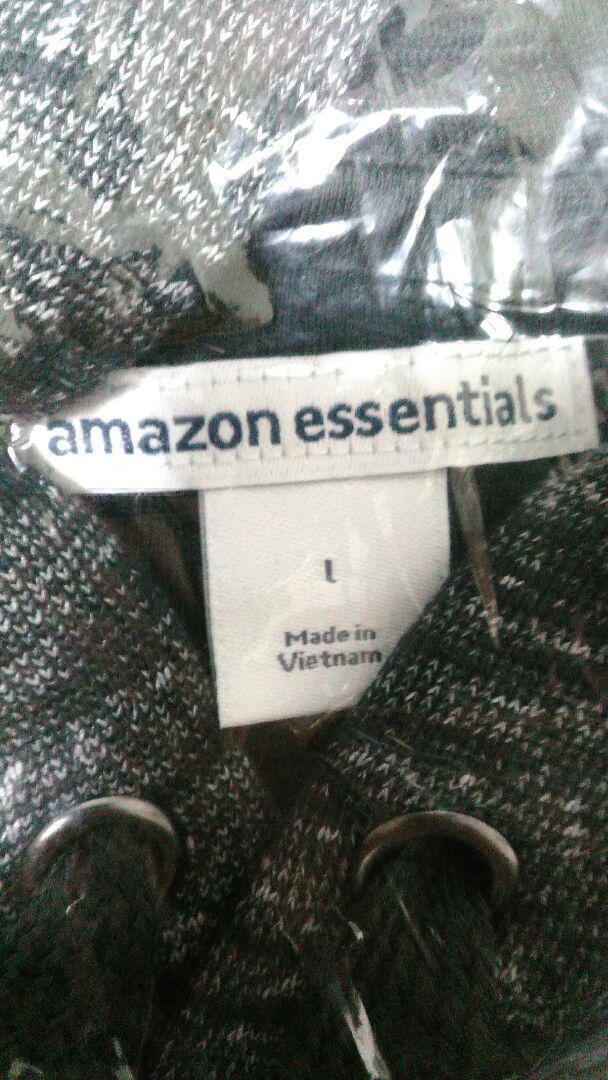 amazon essentials
l
Made in
Vietnam